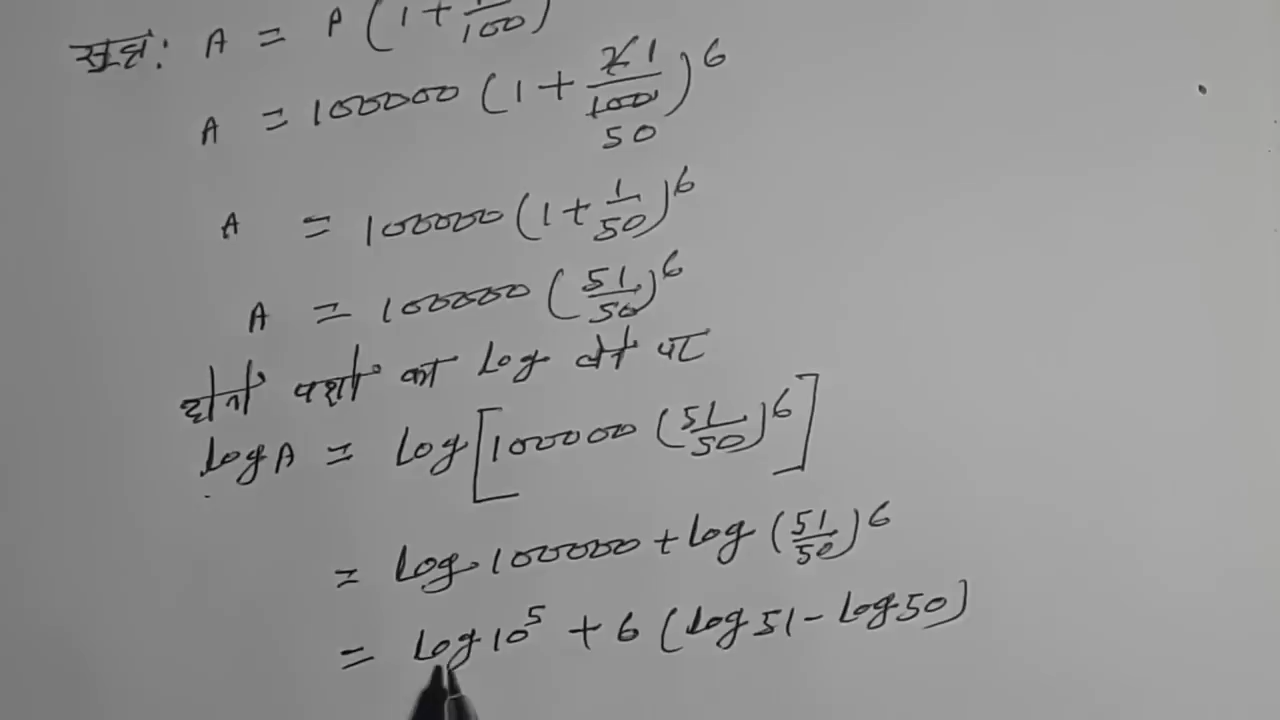 सूत्र: A = P (1 + r/100)
A = 100000 (1 + 2 1/100 50)^6
A = 100000 (1 + 1/50)^6
A = 100000 (51/50)^6
दोनों पक्षों का Log लेने पर
log A = Log [100000 (51/50)^6]
= Log 100000 + Log (51/50)^6
= Log 10^5 + 6 (Log 51 - Log 50)